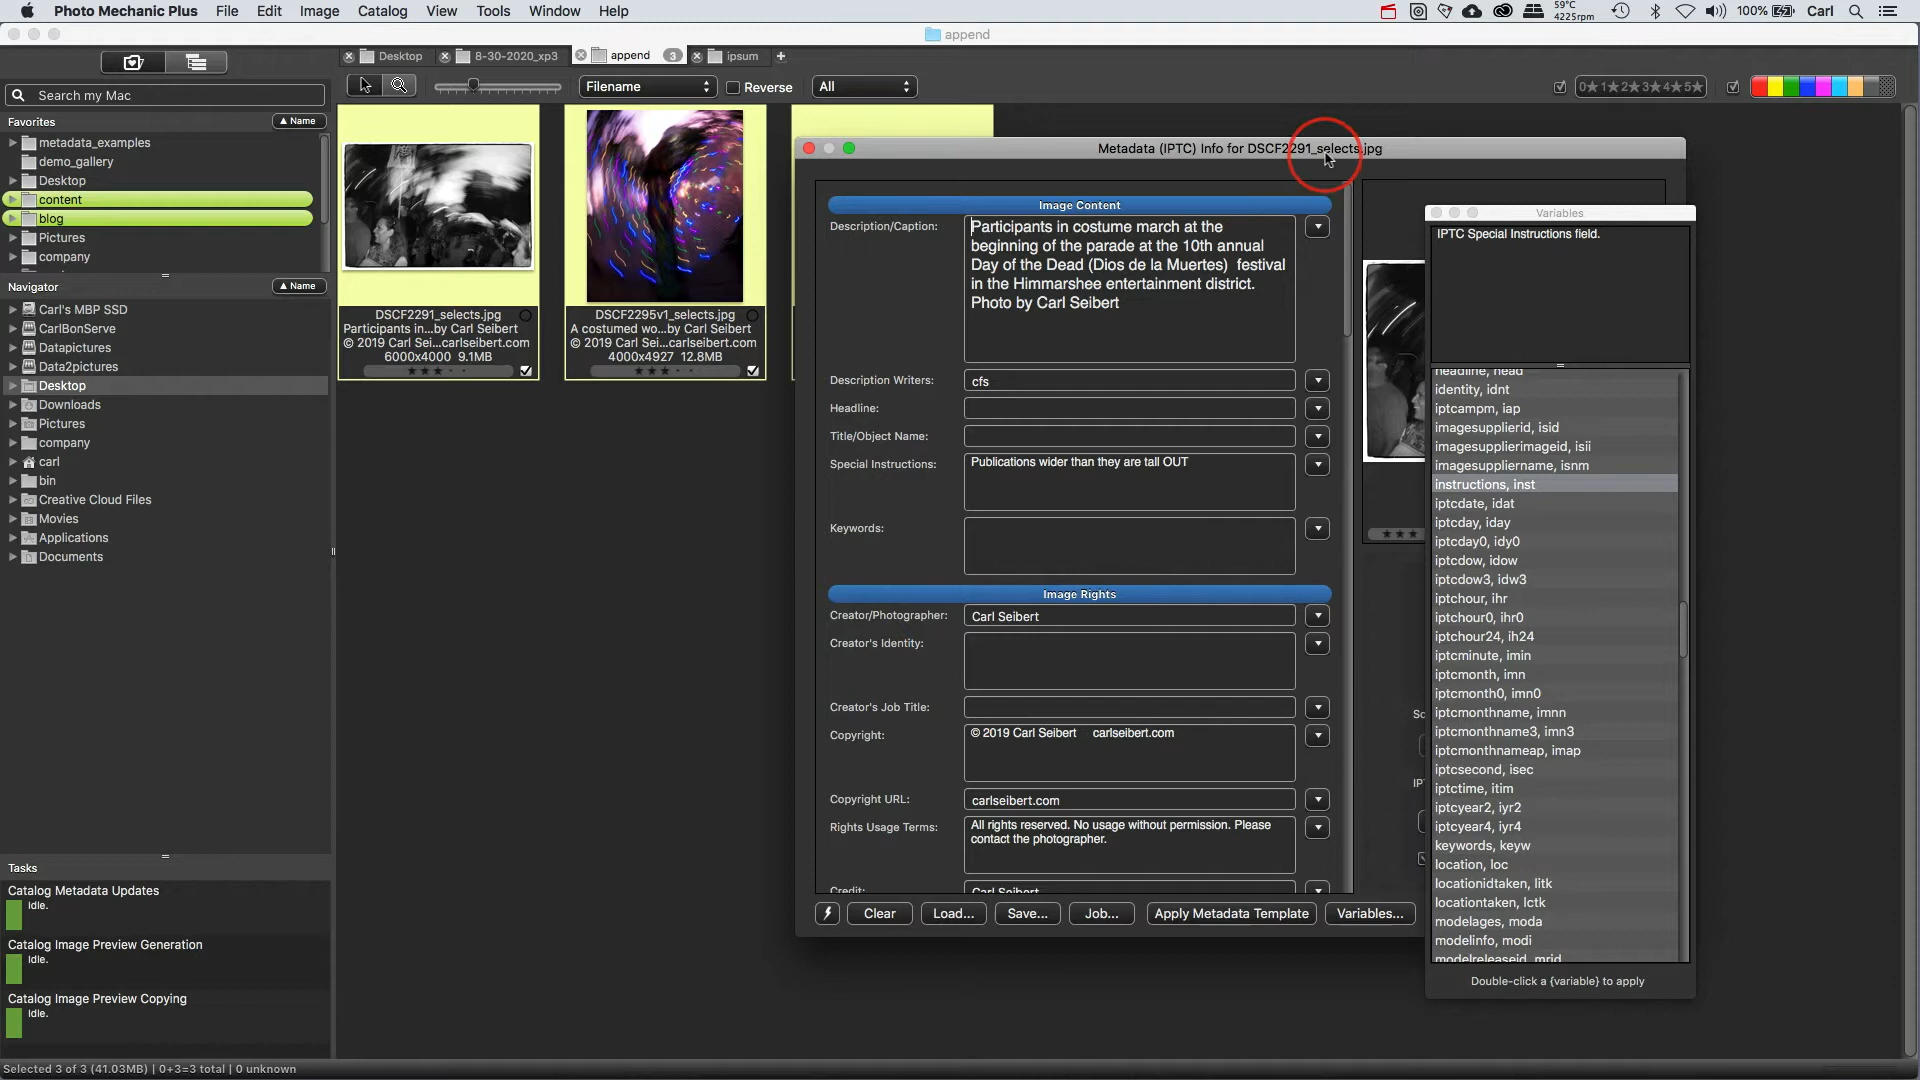 Photo Mechanic Plus File Edit Image Catalog View Tools Window Help
59°C
4225rpm
100%
Carl
append
Desktop
8-30-2020_xp3
append 3
ipsum
+
Filename
Reverse
All
0★1★2★3★4★5★
Search my Mac
Favorites
▲ Name
metadata_examples
demo_gallery
Desktop
content
blog
Pictures
company
Navigator
▲ Name
Carl's MBP SSD
CarlBonServe
Datapictures
Data2pictures
Desktop
Downloads
Pictures
company
carl
bin
Creative Cloud Files
Movies
Applications
Documents
Tasks
Catalog Metadata Updates
Idle.
Catalog Image Preview Generation
Idle.
Catalog Image Preview Copying
Idle.
Selected 3 of 3 (41.03MB) | 0+3=3 total | 0 unknown
DSCF2291_selects.jpg
Participants in...by Carl Seibert
© 2019 Carl Sei...carlseibert.com
6000x4000 9.1MB
DSCF2295v1_selects.jpg
A costumed wo...by Carl Seibert
© 2019 Carl Sei...carlseibert.com
4000x4927 12.8MB
Metadata (IPTC) Info for DSCF2291_selects.jpg
Image Content
Description/Caption:
Participants in costume march at the
beginning of the parade at the 10th annual
Day of the Dead (Dios de la Muertes) festival
in the Himmarshee entertainment district.
Photo by Carl Seibert
Description Writers: cfs
Headline:
Title/Object Name:
Special Instructions: Publications wider than they are tall OUT
Keywords:
Image Rights
Creator/Photographer: Carl Seibert
Creator's Identity:
Creator's Job Title:
Copyright: © 2019 Carl Seibert carlseibert.com
Copyright URL: carlseibert.com
Rights Usage Terms: All rights reserved. No usage without permission. Please
contact the photographer.
Credit: Carl Seibert
Clear Load... Save... Job... Apply Metadata Template Variables...
Variables
IPTC Special Instructions field.
headline, head
identity, idnt
iptcampm, iap
imagesupplierid, isid
imagesupplierimageid, isii
imagesuppliername, isnm
instructions, inst
iptcdate, idat
iptcday, iday
iptcday0, idy0
iptcdow, idow
iptcdow3, idw3
iptchour, ihr
iptchour0, ihr0
iptchour24, ih24
iptcminute, imin
iptcmonth, imn
iptcmonth0, imn0
iptcmonthname, imnn
iptcmonthname3, imn3
iptcmonthnameap, imap
iptcsecond, isec
iptctime, itim
iptcyear2, iyr2
iptcyear4, iyr4
keywords, keyw
location, loc
locationidtaken, litk
locationtaken, lctk
modelages, moda
modelinfo, modi
modelreleaseid, mrid
Double-click a {variable} to apply